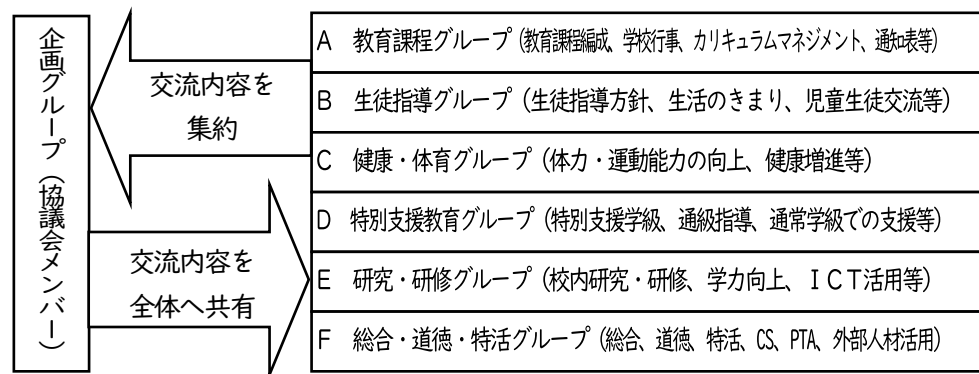 企画グループ(協議会メンバー)
交流内容を
集約
交流内容を
全体へ共有
A 教育課程グループ(教育課程編成、学校行事、カリキュラムマネジメント、通知表等)
B 生徒指導グループ(生徒指導方針、生活のきまり、児童生徒交流等)
C 健康・体育グループ(体力・運動能力の向上、健康増進等)
D 特別支援教育グループ(特別支援学級、通級指導、通常学級での支援等)
E 研究・研修グループ(校内研究・研修、学力向上、ICT活用等)
F 総合・道徳・特活グループ(総合、道徳、特活、CS、PTA、外部人材活用)